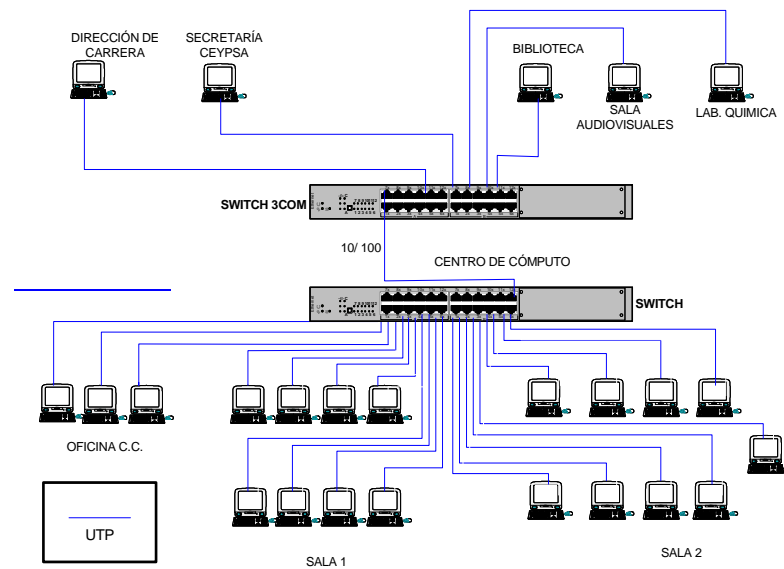 DIRECCIÓN DE
CARRERA
SECRETARÍA
CEYPSA
BIBLIOTECA
SALA
AUDIOVISUALES
LAB. QUIMICA
SWITCH 3COM
10/ 100
CENTRO DE CÓMPUTO
SWITCH
OFICINA C.C.
UTP
SALA 1
SALA 2